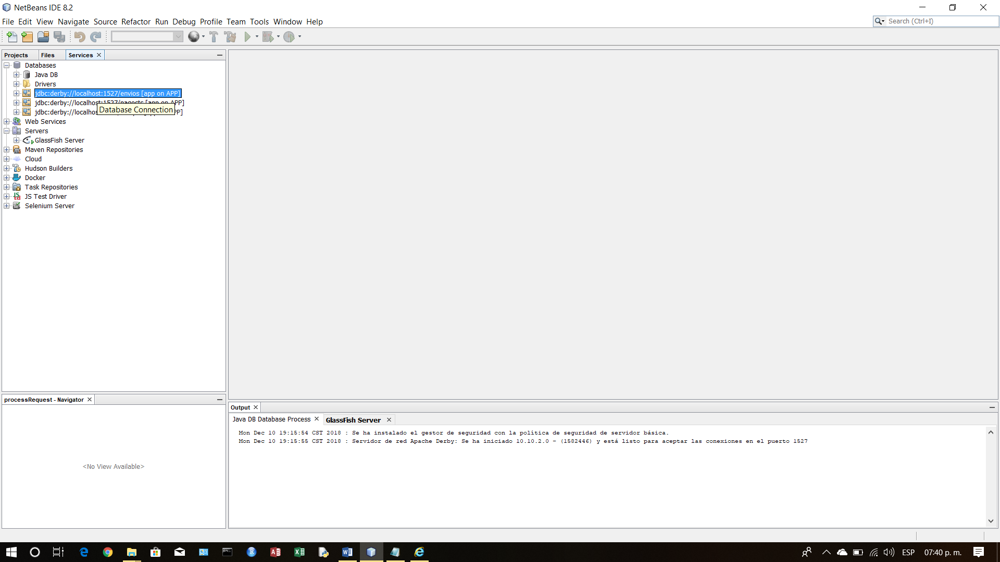 NetBeans IDE 8.2
File Edit View Navigate Source Refactor Run Debug Profile Team Tools Window Help
Search (Ctrl+I)
Projects Files Services
Databases
Java DB
Drivers
jdbc:derby://localhost:1527/envios [app on APP]
jdbc:derby://localhost:1527/pagosts [app on APP]
jdbc:derby://localhos
Database Connection
Web Services
Servers
GlassFish Server
Maven Repositories
Cloud
Hudson Builders
Docker
Task Repositories
JS Test Driver
Selenium Server
processRequest - Navigator
<No View Available>
Output
Java DB Database Process GlassFish Server
Mon Dec 10 19:15:54 CST 2018 : Se ha instalado el gestor de seguridad con la política de seguridad de servidor básica.
Mon Dec 10 19:15:55 CST 2018 : Servidor de red Apache Derby: Se ha iniciado 10.10.2.0 - (1582446) y está listo para aceptar las conexiones en el puerto 1527
ESP 07:40 p. m.